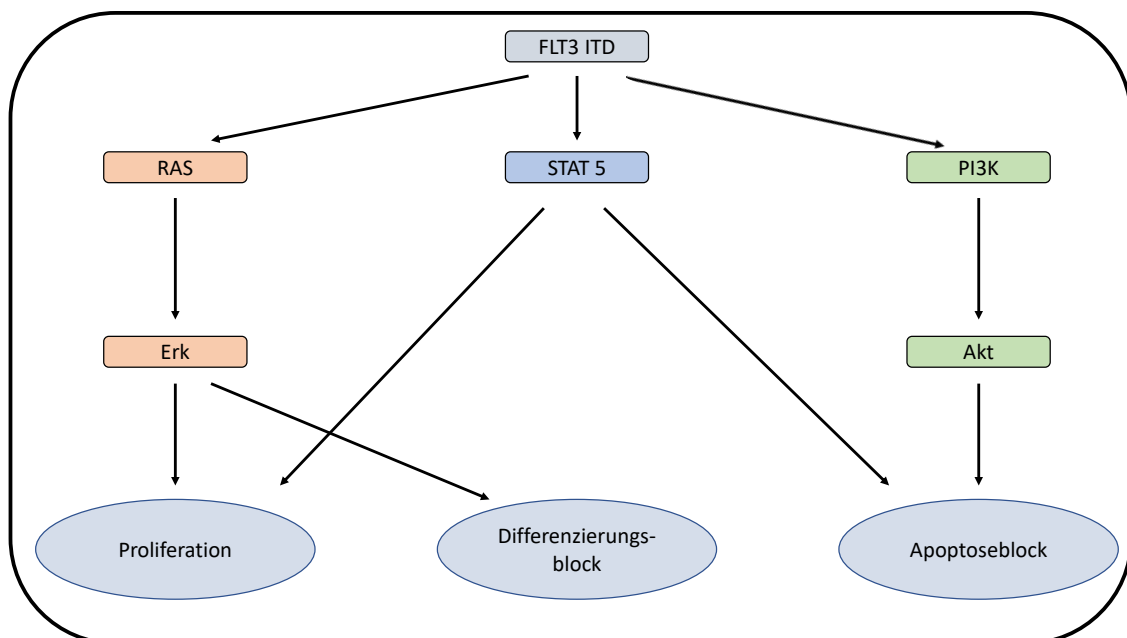 FLT3 ITD
RAS
STAT 5
PI3K
Erk
Akt
Proliferation
Differenzierungs-
block
Apoptoseblock